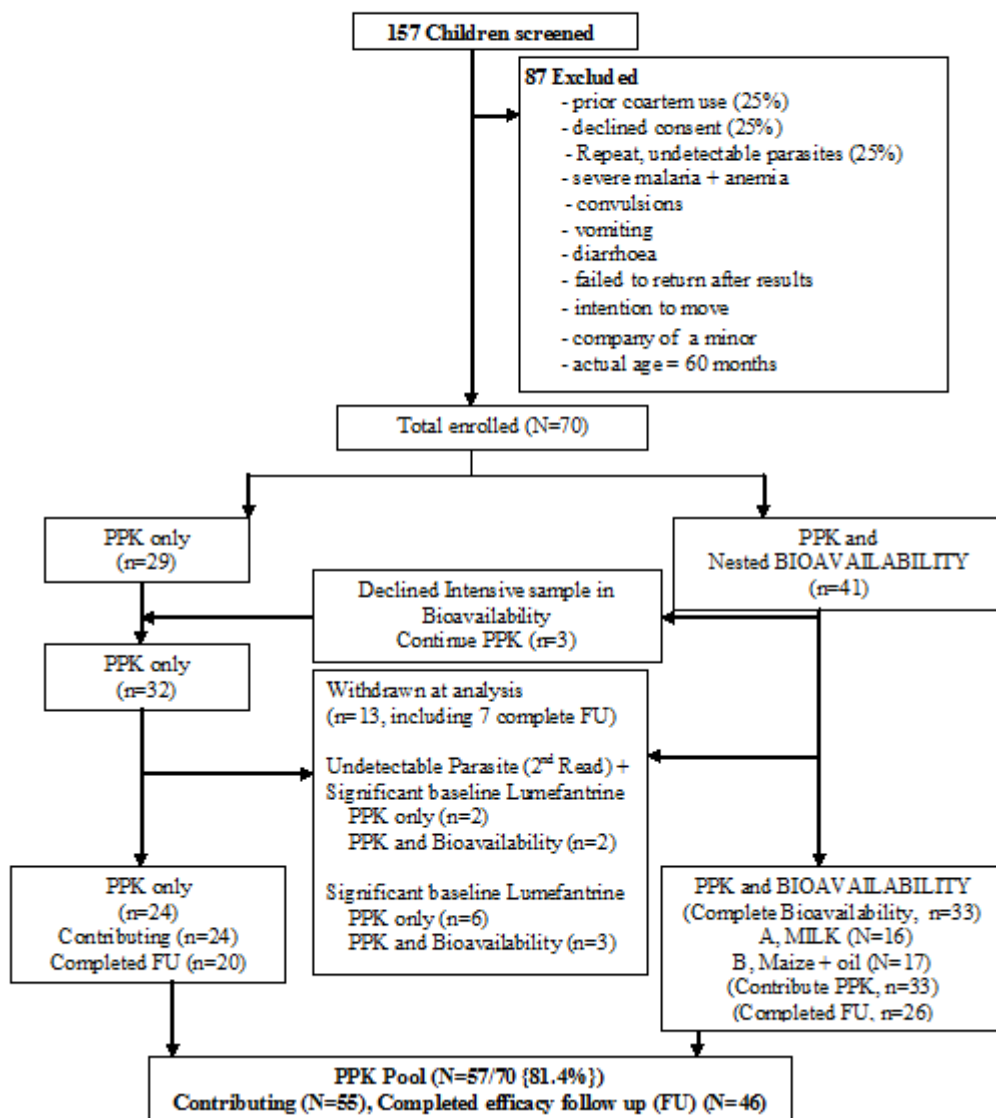 157 Children screened
87 Excluded
- prior coartem use (25%)
- declined consent (25%)
- Repeat, undetectable parasites (25%)
- severe malaria + anemia
- convulsions
- vomiting
- diarrhoea
- failed to return after results
- intention to move
- company of a minor
- actual age = 60 months
Total enrolled (N=70)
PPK only
(n=29)
PPK and
Nested BIOAVAILABILITY
(n=41)
Declined Intensive sample in
Bioavailability
Continue PPK (n=3)
PPK only
(n=32)
Withdrawn at analysis
(n=13, including 7 complete FU)
Undetectable Parasite (2nd Read) +
Significant baseline Lumefantrine
PPK only (n=2)
PPK and Bioavailability (n=2)
Significant baseline Lumefantrine
PPK only (n=6)
PPK and Bioavailability (n=3)
PPK only
(n=24)
Contributing (n=24)
Completed FU (n=20)
PPK and BIOAVAILABILITY
(Complete Bioavailability, n=33)
A, MILK (N=16)
B, Maize + oil (N=17)
(Contribute PPK, n=33)
(Completed FU, n=26)
PPK Pool (N=57/70 {81.4%})
Contributing (N=55), Completed efficacy follow up (FU) (N=46)